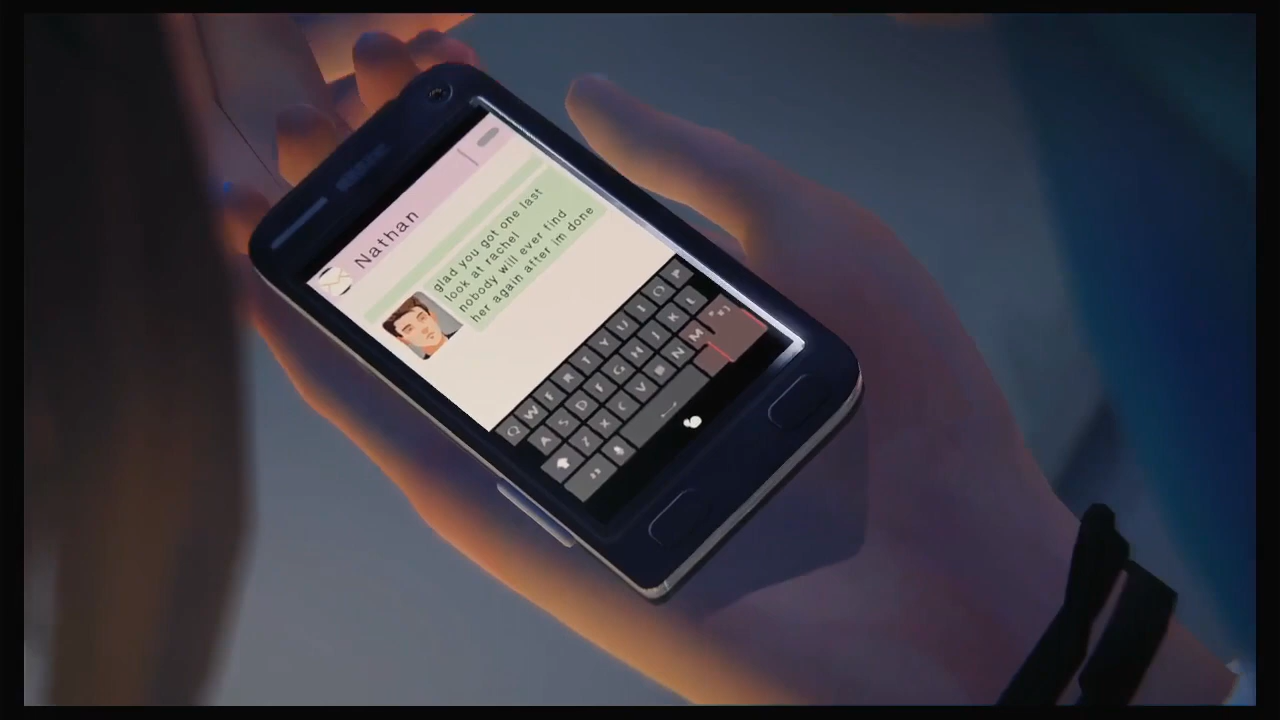 Nathan
glad you got one last
look at rachel
nobody will ever find
her again after im done
Q W E R T Y U I O P
A S D F G H J K L
Z X C V B N M